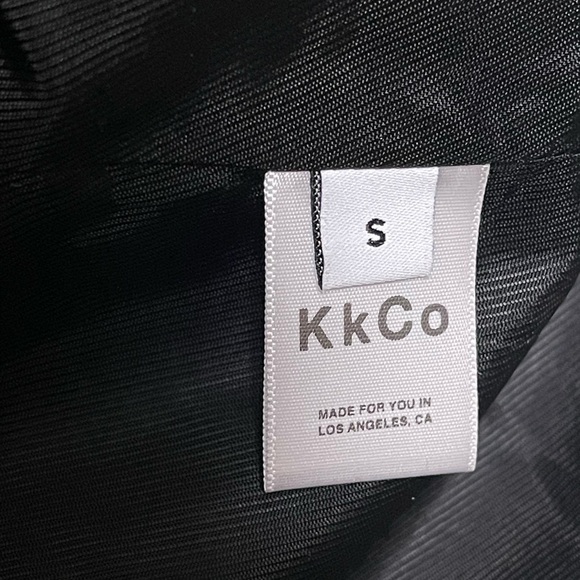 S
KkCo
MADE FOR YOU IN
LOS ANGELES, CA